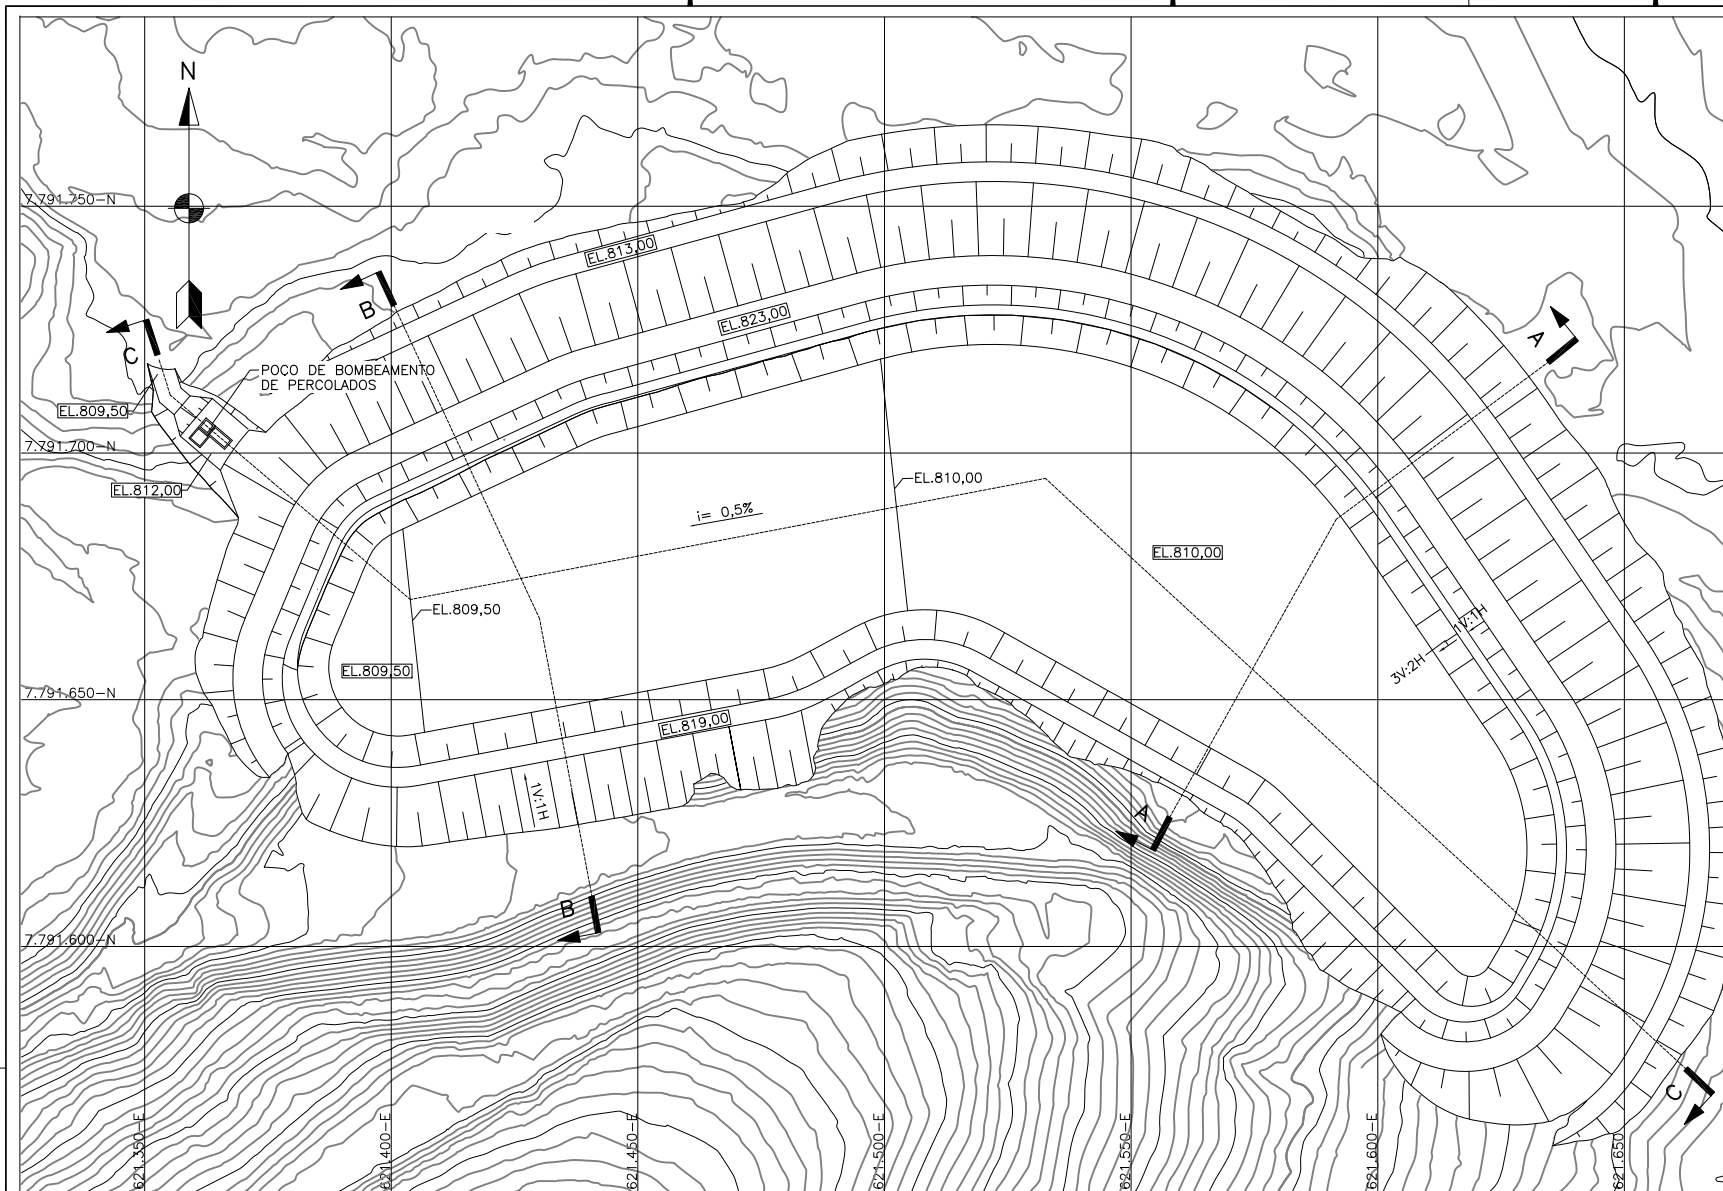 N
7.791.750-N
EL.813,00
B
EL.823,00
C
A
POÇO DE BOMBEAMENTO
DE PERCOLADOS
EL.809,50
7.791.700-N
EL.812,00
EL.810,00
i= 0,5%
EL.810,00
EL.809,50
1V:1H
3V:2H
EL.809,50
7.791.650-N
EL.819,00
1V:1H
A
B
7.791.600-N
C
621.350-E
621.400-E
621.450-E
621.500-E
621.550-E
621.600-E
621.650